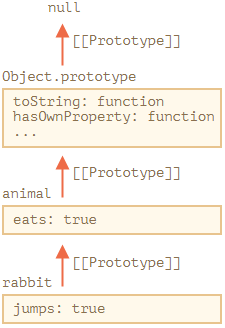 null
[[Prototype]]
Object.prototype
toString: function
hasOwnProperty: function
...
[[Prototype]]
animal
eats: true
[[Prototype]]
rabbit
jumps: true